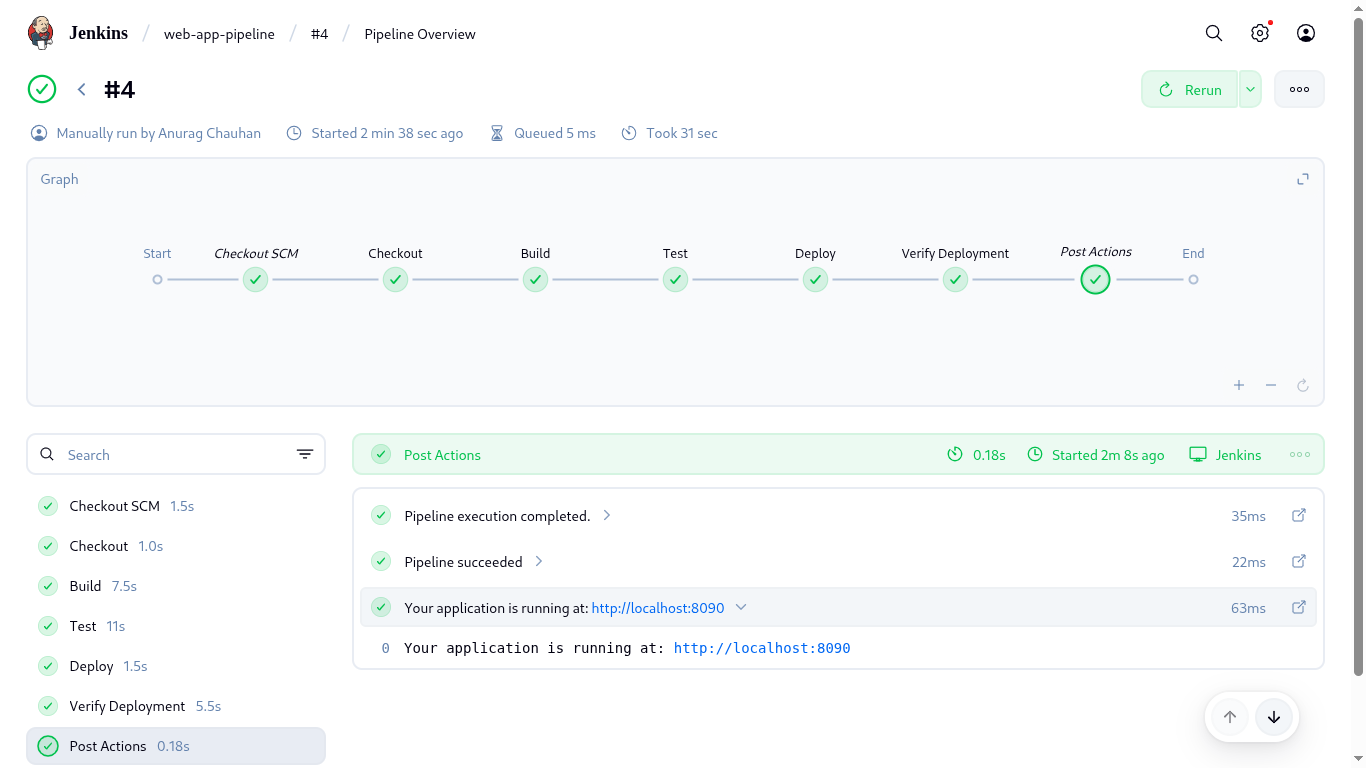 Jenkins / web-app-pipeline / #4 / Pipeline Overview
#4
Rerun
Manually run by Anurag Chauhan Started 2 min 38 sec ago Queued 5 ms Took 31 sec
Graph
Start Checkout SCM Checkout Build Test Deploy Verify Deployment Post Actions End
Search
Post Actions 0.18s Started 2m 8s ago Jenkins
Checkout SCM 1.5s
Checkout 1.0s
Build 7.5s
Test 11s
Deploy 1.5s
Verify Deployment 5.5s
Post Actions 0.18s
Pipeline execution completed. 35ms
Pipeline succeeded 22ms
Your application is running at: http://localhost:8090 63ms
0 Your application is running at: http://localhost:8090